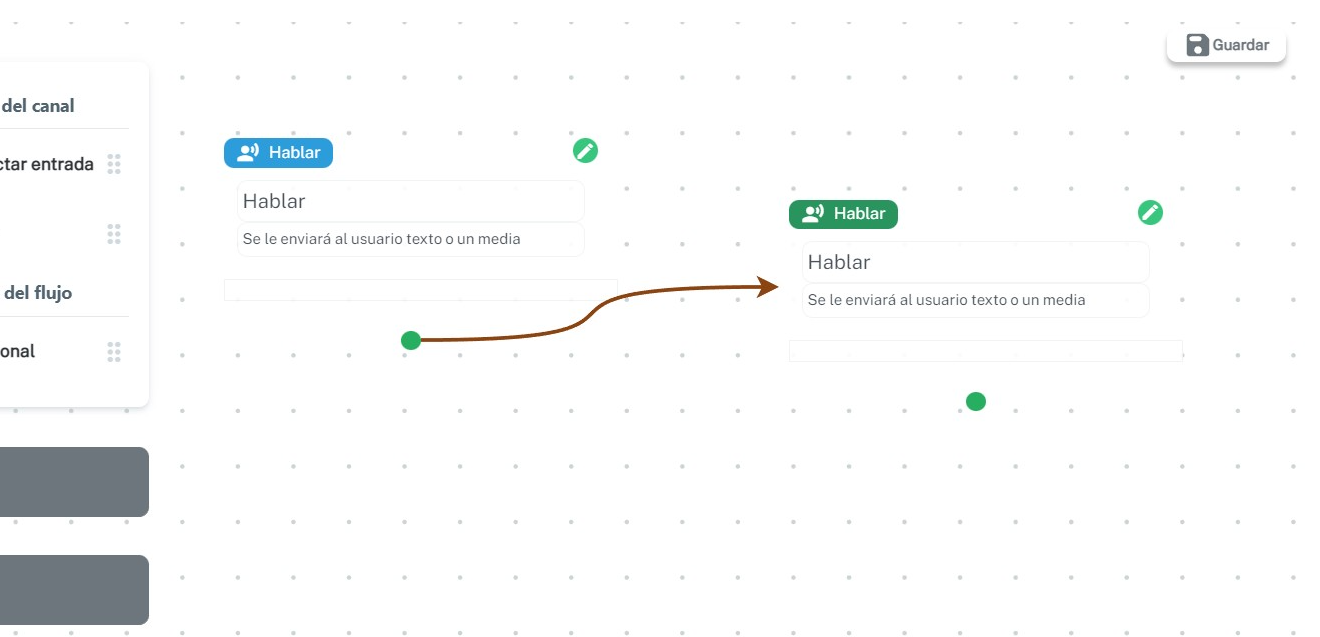 Guardar
del canal
ctar entrada
del flujo
onal
Hablar
Hablar
Se le enviará al usuario texto o un media
Hablar
Hablar
Se le enviará al usuario texto o un media